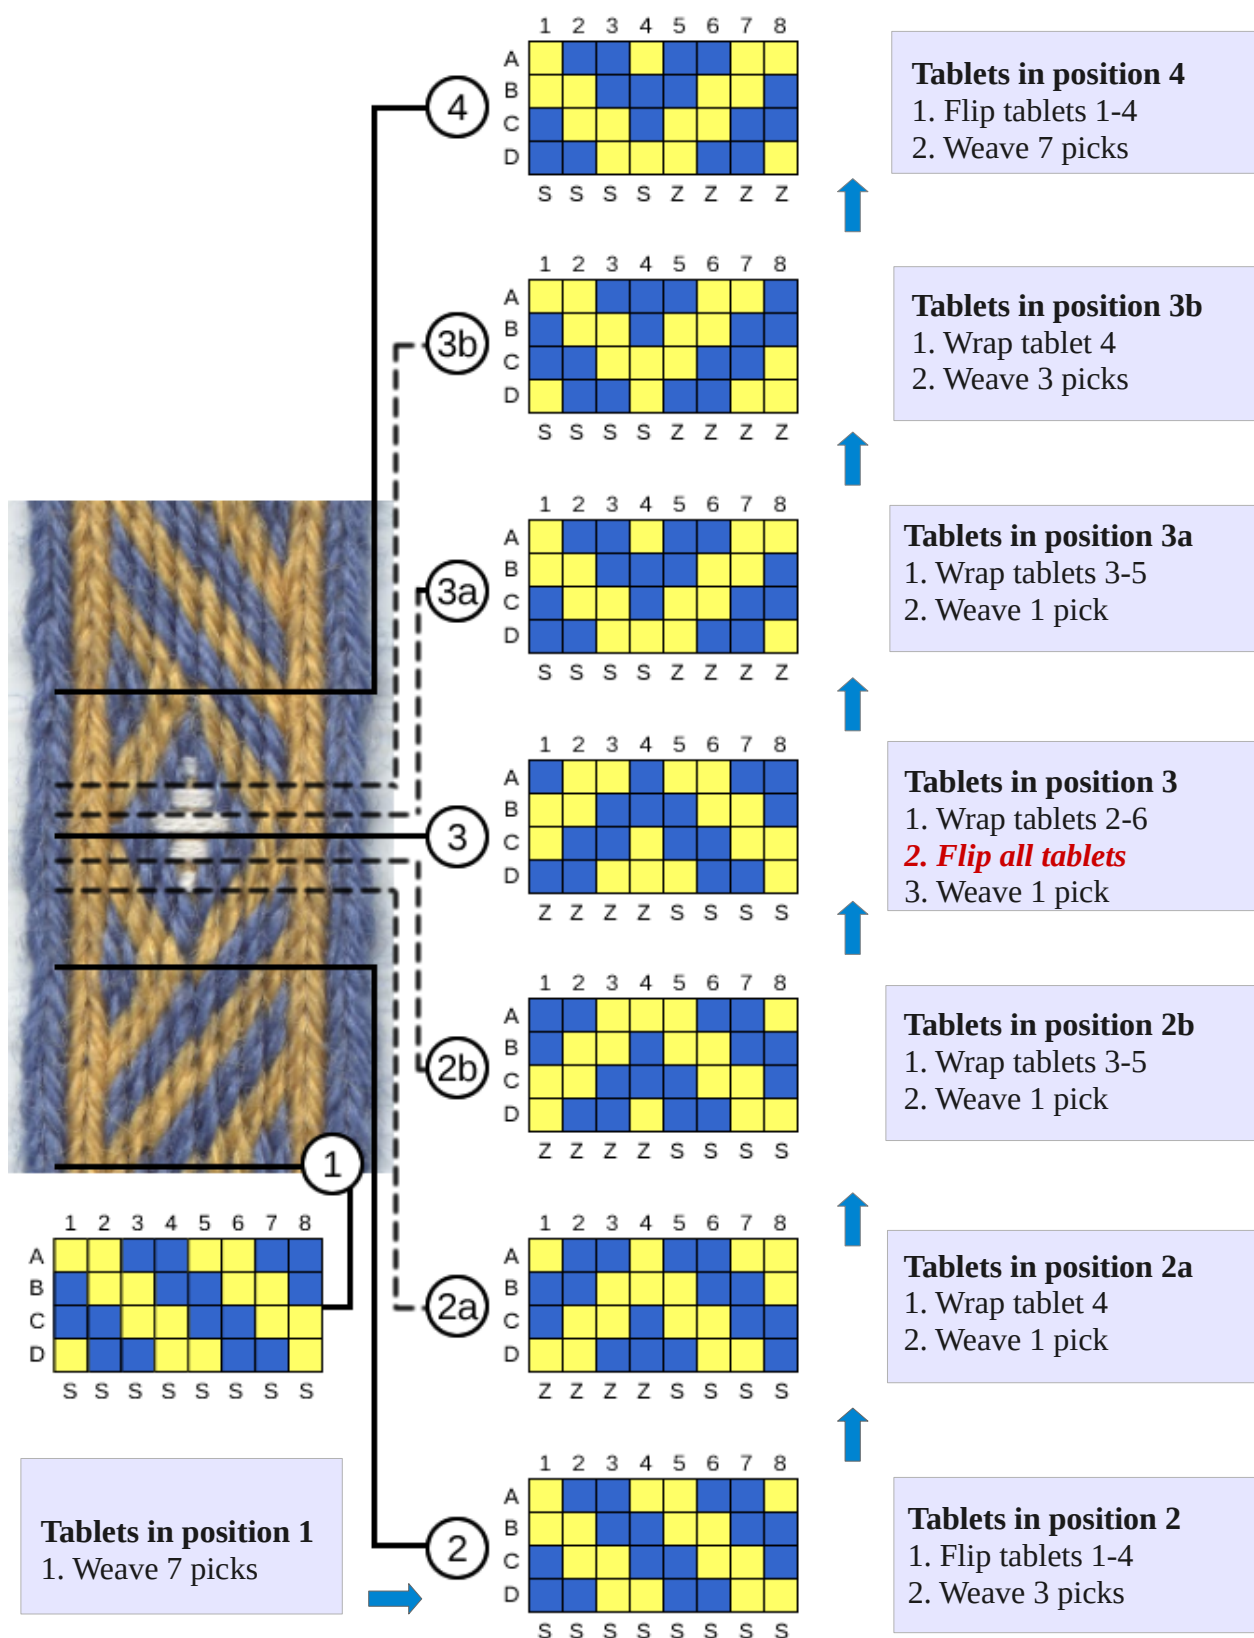 1 2 3 4 5 6 7 8
A
B
C
D
S S S S Z Z Z Z
4
Tablets in position 4
1. Flip tablets 1-4
2. Weave 7 picks
1 2 3 4 5 6 7 8
A
B
C
D
S S S S Z Z Z Z
3b
Tablets in position 3b
1. Wrap tablet 4
2. Weave 3 picks
1 2 3 4 5 6 7 8
A
B
C
D
S S S S Z Z Z Z
3a
Tablets in position 3a
1. Wrap tablets 3-5
2. Weave 1 pick
1 2 3 4 5 6 7 8
A
B
C
D
Z Z Z Z S S S S
3
Tablets in position 3
1. Wrap tablets 2-6
2. Flip all tablets
3. Weave 1 pick
1 2 3 4 5 6 7 8
A
B
C
D
Z Z Z Z S S S S
2b
Tablets in position 2b
1. Wrap tablets 3-5
2. Weave 1 pick
1
1 2 3 4 5 6 7 8
A
B
C
D
S S S S S S S S
1 2 3 4 5 6 7 8
A
B
C
D
Z Z Z Z S S S S
2a
Tablets in position 2a
1. Wrap tablet 4
2. Weave 1 pick
Tablets in position 1
1. Weave 7 picks
1 2 3 4 5 6 7 8
A
B
C
D
S S S S S S S S
2
Tablets in position 2
1. Flip tablets 1-4
2. Weave 3 picks